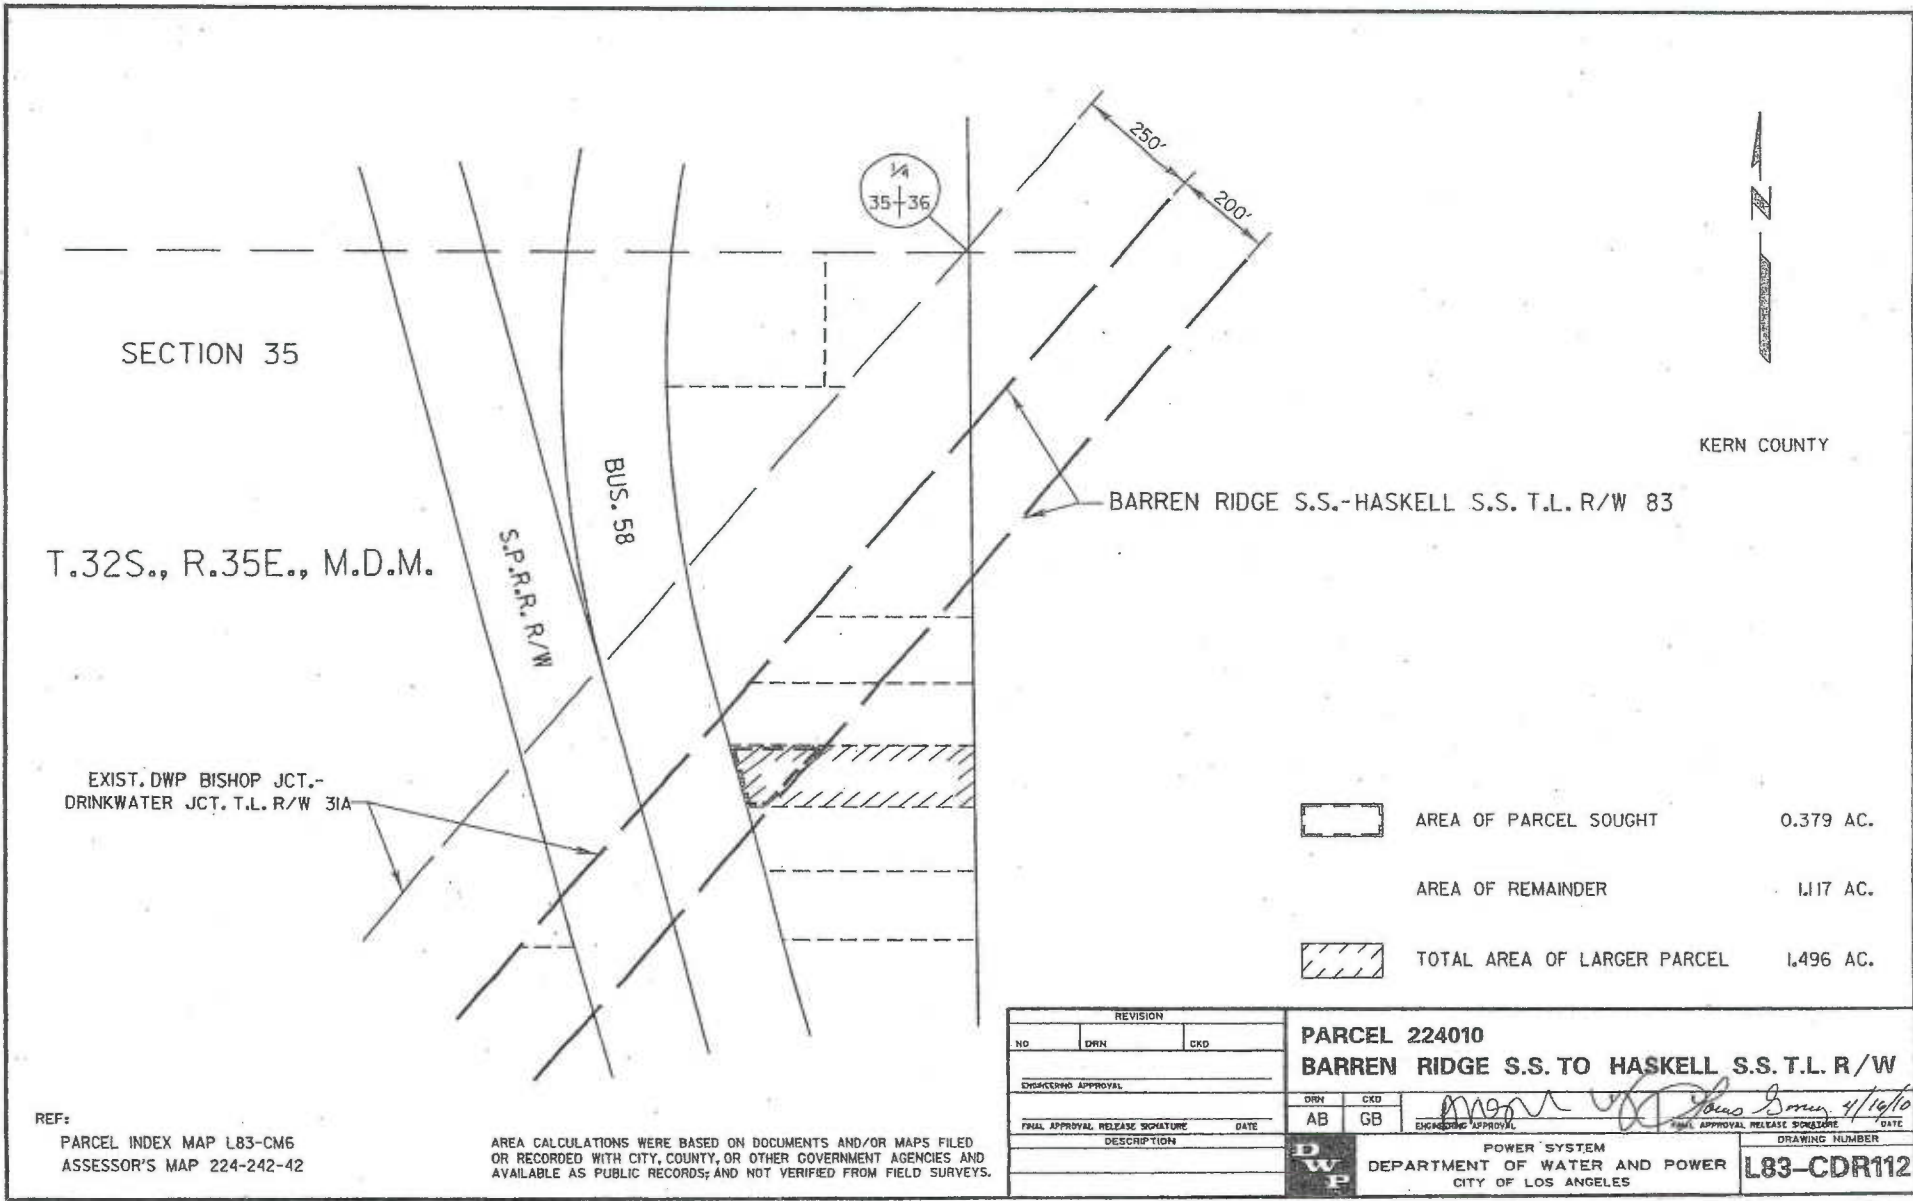 250'
200'
1/4
35 36
N
SECTION 35
KERN COUNTY
BUS. 58
BARREN RIDGE S.S.-HASKELL S.S. T.L. R/W 83
S.P.R.R. R/W
T.32S., R.35E., M.D.M.
EXIST. DWP BISHOP JCT.-
DRINKWATER JCT. T.L. R/W 31A
AREA OF PARCEL SOUGHT 0.379 AC.
AREA OF REMAINDER 1.117 AC.
TOTAL AREA OF LARGER PARCEL 1.496 AC.
REF:
PARCEL INDEX MAP L83-CM6
ASSESSOR'S MAP 224-242-42
AREA CALCULATIONS WERE BASED ON DOCUMENTS AND/OR MAPS FILED
OR RECORDED WITH CITY, COUNTY, OR OTHER GOVERNMENT AGENCIES AND
AVAILABLE AS PUBLIC RECORDS; AND NOT VERIFIED FROM FIELD SURVEYS.
REVISION
NO DRN CKD
ENGINEERING APPROVAL
FINAL APPROVAL RELEASE SIGNATURE DATE
DESCRIPTION
PARCEL 224010
BARREN RIDGE S.S. TO HASKELL S.S. T.L. R/W
DRN CKD
AB GB
4/16/10
ENGINEERING APPROVAL FINAL APPROVAL RELEASE SIGNATURE DATE
DWP
POWER SYSTEM
DEPARTMENT OF WATER AND POWER
CITY OF LOS ANGELES
DRAWING NUMBER
L83-CDR112